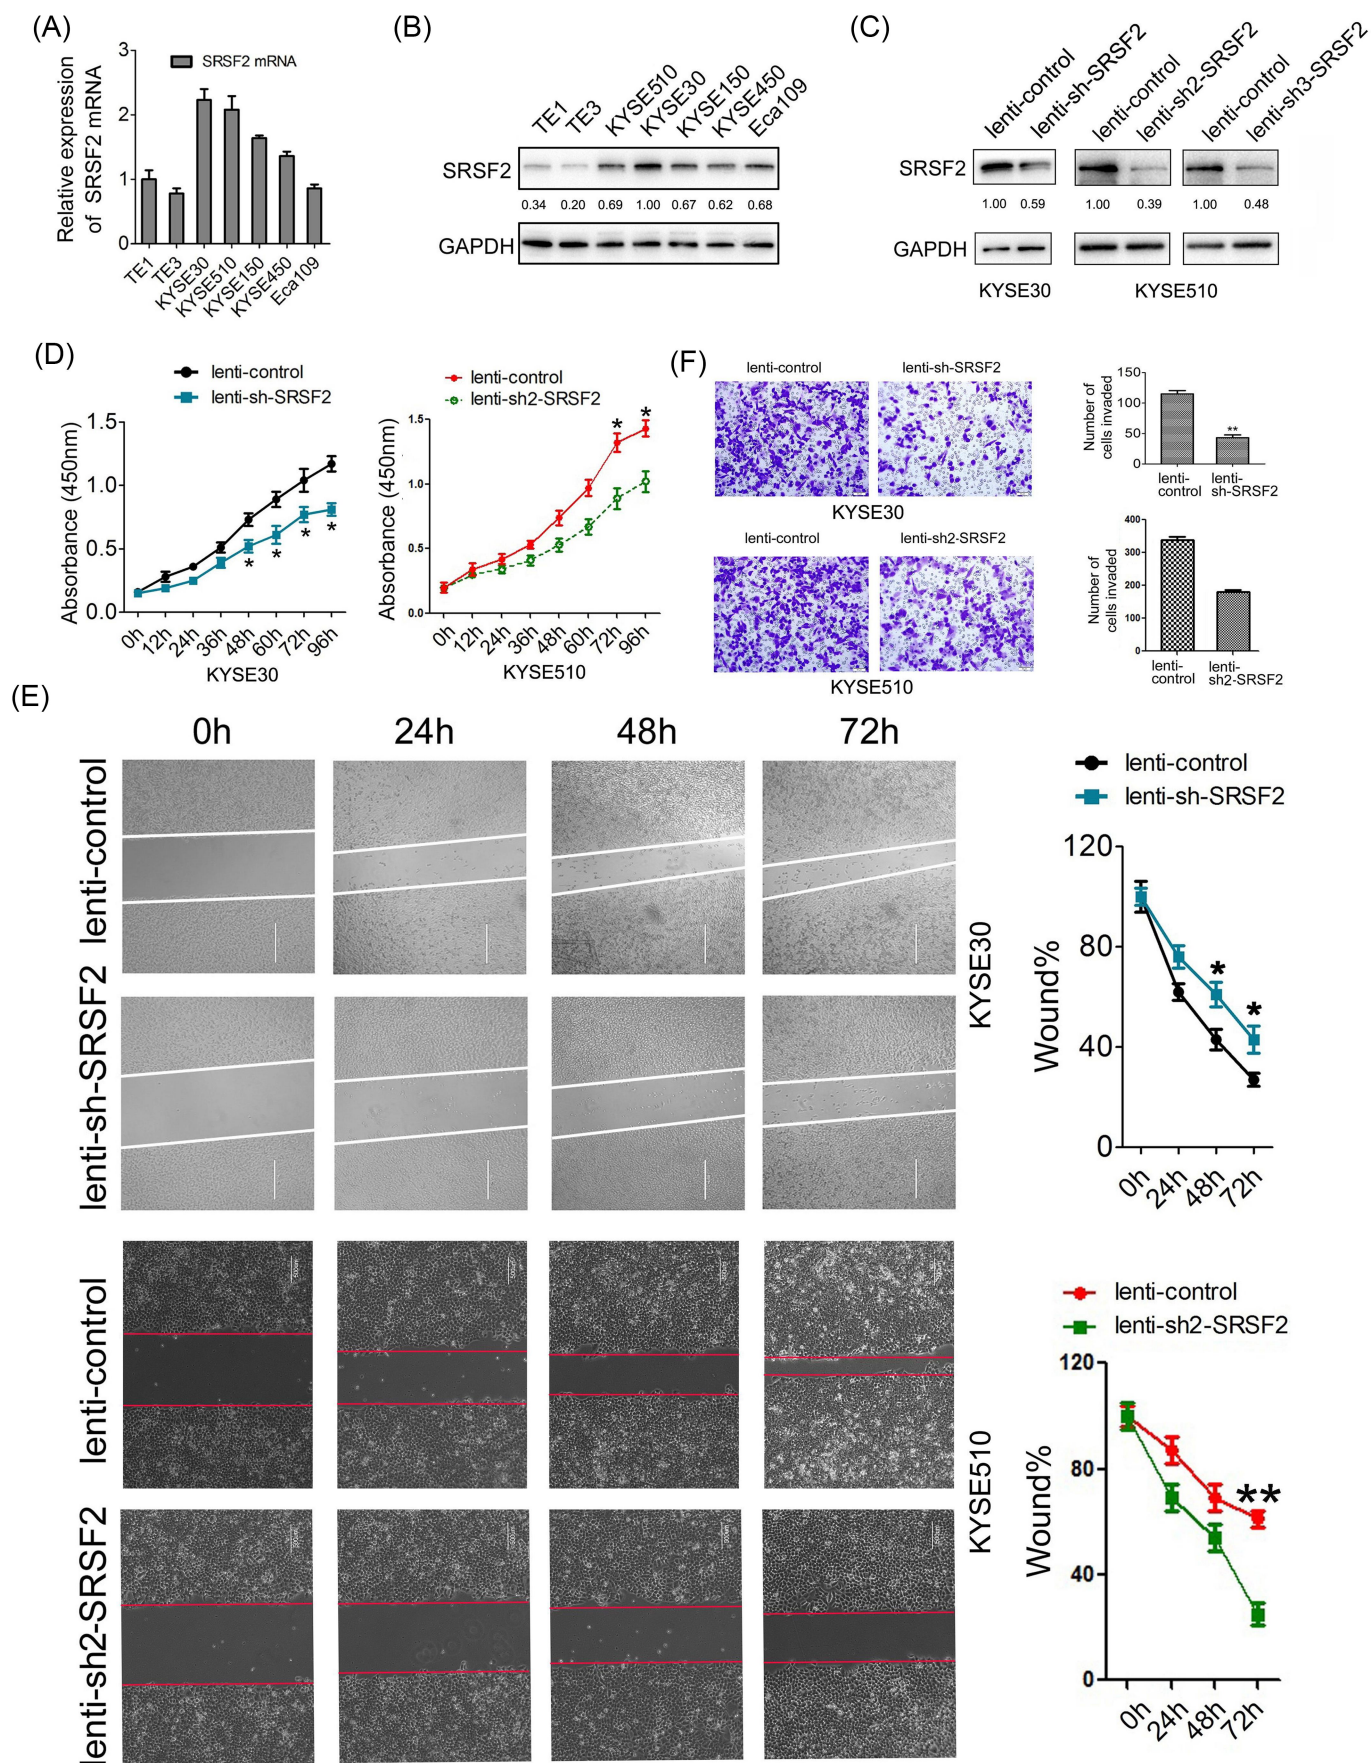 (A)
Relative expression
of SRSF2 mRNA
3
2
1
0
SRSF2 mRNA
TE1
TE3
KYSE30
KYSE510
KYSE150
KYSE450
Eca109
(B)
TE1
TE3
KYSE510
KYSE30
KYSE150
KYSE450
Eca109
SRSF2
0.34 0.20 0.69 1.00 0.67 0.62 0.68
GAPDH
(C)
lenti-control
lenti-sh-SRSF2
lenti-control
lenti-sh2-SRSF2
lenti-control
lenti-sh3-SRSF2
SRSF2
1.00 0.59 1.00 0.39 1.00 0.48
GAPDH
KYSE30
KYSE510
(D)
lenti-control
lenti-sh-SRSF2
Absorbance (450nm)
1.5
1.0
0.5
0.0
* * * *
0h
12h
24h
36h
48h
60h
72h
96h
KYSE30
lenti-control
lenti-sh2-SRSF2
Absorbance (450nm)
1.5
1.0
0.5
0.0
* *
0h
12h
24h
36h
48h
60h
72h
96h
KYSE510
(F)
lenti-control
lenti-sh-SRSF2
KYSE30
Number of
cells invaded
150
100
50
0
**
lenti-
control
lenti-
sh-SRSF2
lenti-control
lenti-sh2-SRSF2
KYSE510
Number of
cells invaded
400
300
200
100
0
lenti-
control
lenti-
sh2-SRSF2
(E)
0h 24h 48h 72h
lenti-control
lenti-sh-SRSF2
KYSE30
lenti-control
lenti-sh-SRSF2
Wound%
120
80
40
0
* *
0h
24h
48h
72h
lenti-control
lenti-sh2-SRSF2
KYSE510
lenti-control
lenti-sh2-SRSF2
Wound%
120
80
40
0
**
0h
24h
48h
72h